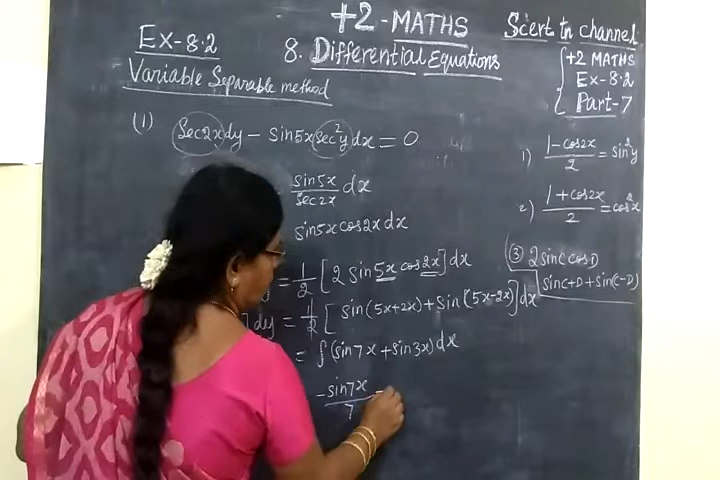 +2 - MATHS
Scert tn channel
Ex-8.2
8. Differential Equations
Variable Separable method
{ +2 MATHS
Ex-8.2
Part-7
(1) Sec2x dy - sin5x sec²y dx = 0
1) 1-cos2x/2 = sin²y
sin5x/sec2x dx
2) 1+cos2x/2 = cos²x
sin5x cos2x dx
= 1/2 [2 sin5x cos2x] dx
(3) 2 sinc cosD
sinC+D + sin(C-D)
dy = 1/2 [sin(5x+2x) + sin(5x-2x)] dx
= ∫ (sin7x + sin3x) dx
-sin7x/7 -